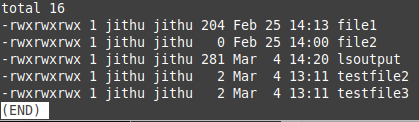 total 16
-rwxrwxrwx 1 jithu jithu 204 Feb 25 14:13 file1
-rwxrwxrwx 1 jithu jithu   0 Feb 25 14:00 file2
-rwxrwxrwx 1 jithu jithu 281 Mar  4 14:20 lsoutput
-rwxrwxrwx 1 jithu jithu   2 Mar  4 13:11 testfile2
-rwxrwxrwx 1 jithu jithu   2 Mar  4 13:11 testfile3
(END)